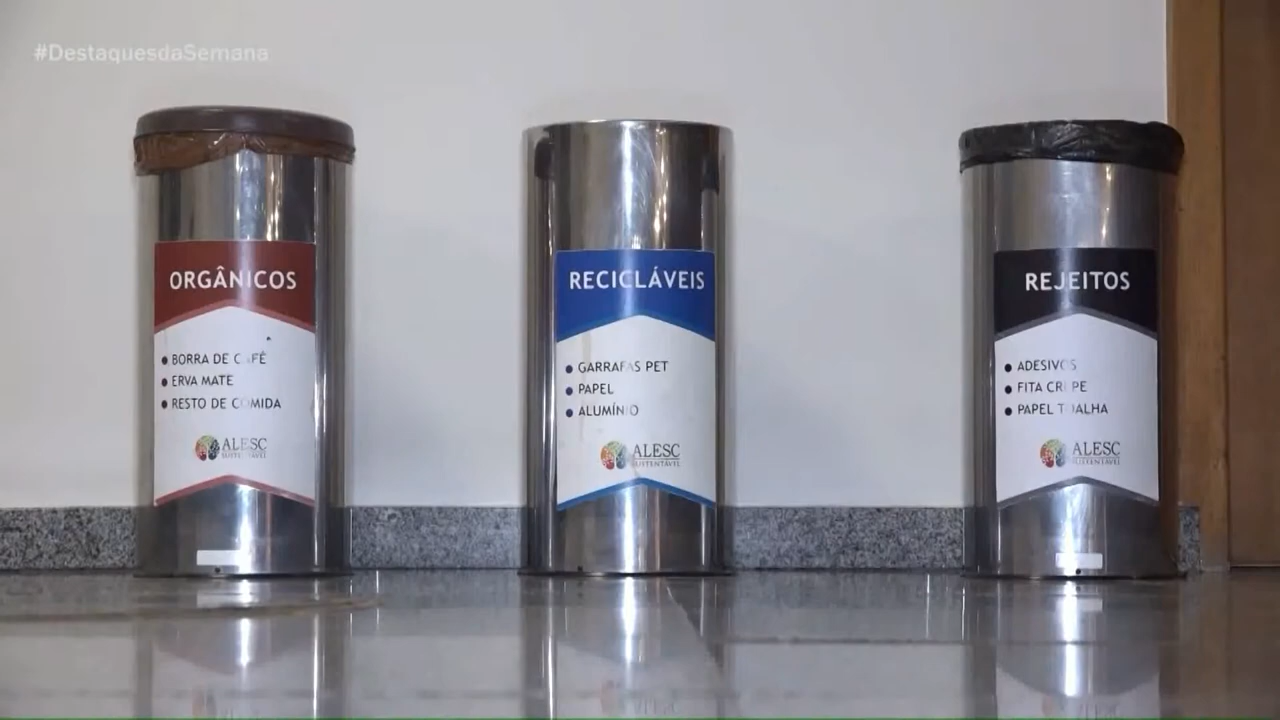 #DestaquesdaSemana
ORGÂNICOS
BORRA DE CAFÉ
ERVA MATE
RESTO DE COMIDA
ALESC
SUSTENTÁVEL
RECICLÁVEIS
GARRAFAS PET
PAPEL
ALUMÍNIO
ALESC
SUSTENTÁVEL
REJEITOS
ADESIVOS
FITA CREPE
PAPEL TOALHA
ALESC
SUSTENTÁVEL